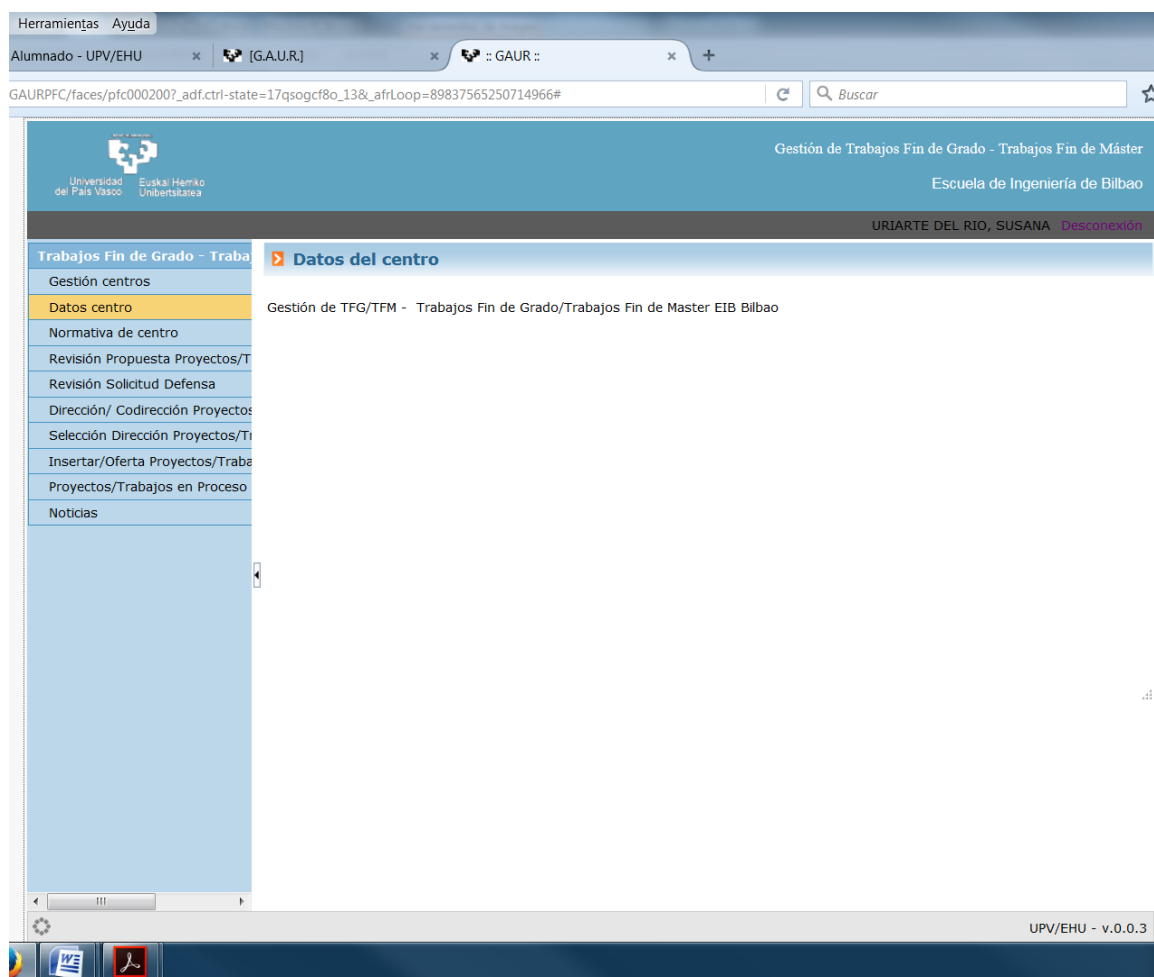 Herramientas Ayuda
Alumnado - UPV/EHU × [G.A.U.R.] × :: GAUR :: × +
GAURPFC/faces/pfc000200?_adf.ctrl-state=17qsogcf8o_13&_afrLoop=89837565250714966#
Buscar
Universidad del País Vasco
Euskal Herriko Unibertsitatea
Gestión de Trabajos Fin de Grado - Trabajos Fin de Máster
Escuela de Ingeniería de Bilbao
URIARTE DEL RIO, SUSANA Desconexión
Trabajos Fin de Grado - Traba
Gestión centros
Datos centro
Normativa de centro
Revisión Propuesta Proyectos/T
Revisión Solicitud Defensa
Dirección/ Codirección Proyectos
Selección Dirección Proyectos/Tr
Insertar/Oferta Proyectos/Traba
Proyectos/Trabajos en Proceso
Noticias
Datos del centro
Gestión de TFG/TFM - Trabajos Fin de Grado/Trabajos Fin de Master EIB Bilbao
UPV/EHU - v.0.0.3